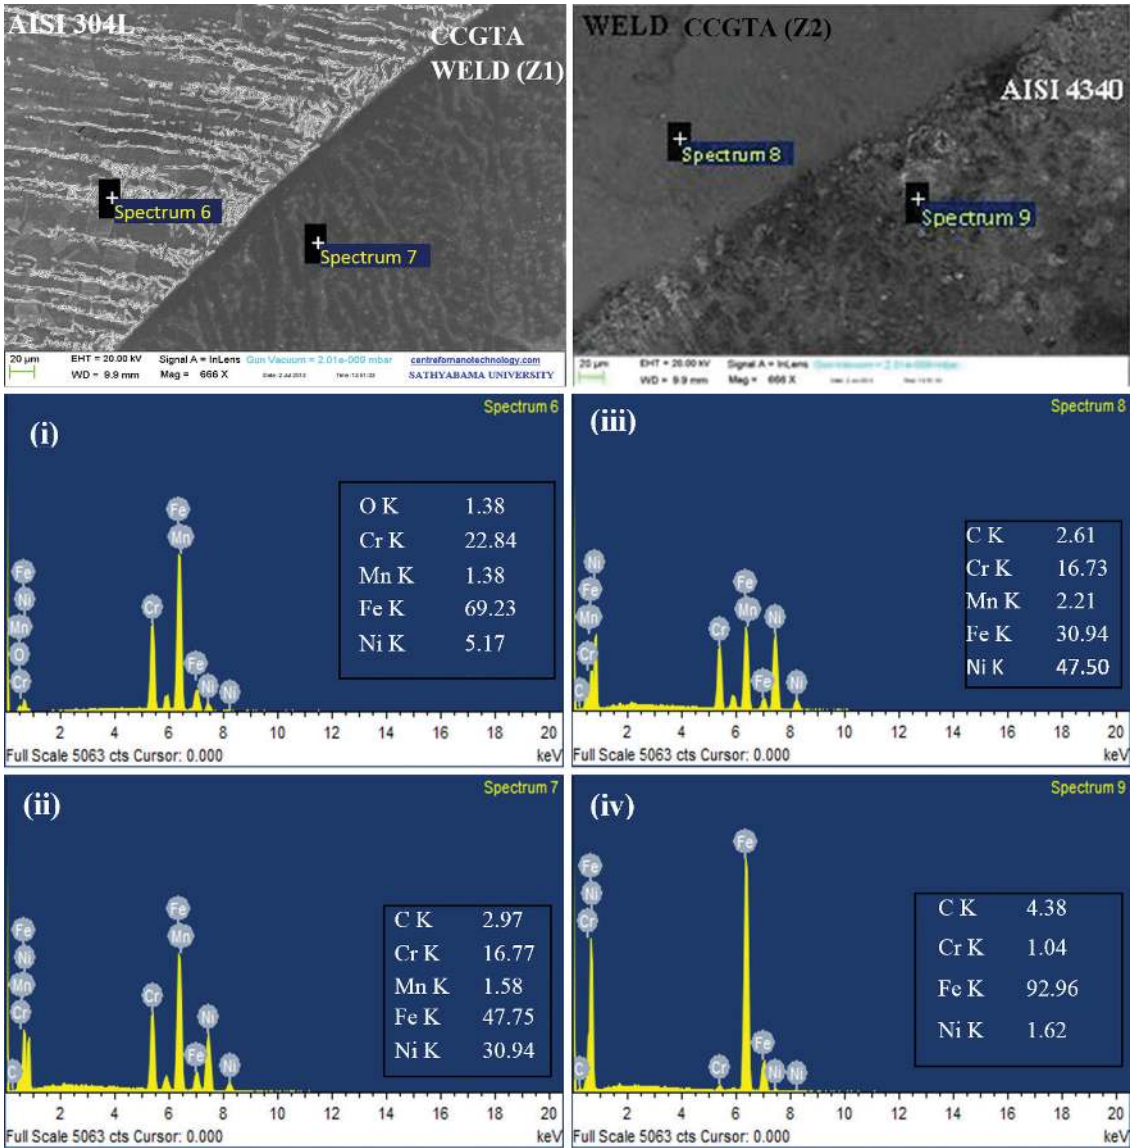 AISI 304L
CCGTA
WELD (Z1)
Spectrum 6
Spectrum 7
20 µm
EHT = 20.00 kV
Signal A = InLens
Gun Vacuum = 2.01e-009 mbar
centrefornanotechnology.com
WD = 9.9 mm
Mag = 666 X
Date :2 Jul 2013
SATHYABAMA UNIVERSITY
WELD CCGTA (Z2)
AISI 4340
Spectrum 8
Spectrum 9
20 µm
EHT = 20.00 kV
Signal A = InLens
WD = 9.9 mm
Mag = 666 X
Spectrum 6
(i)
O K 1.38
Cr K 22.84
Mn K 1.38
Fe K 69.23
Ni K 5.17
Fe
Mn
Fe
Ni
Mn
O
Cr
Cr
Fe
Ni
Ni
2 4 6 8 10 12 14 16 18 20
Full Scale 5063 cts Cursor: 0.000 keV
Spectrum 8
(iii)
C K 2.61
Cr K 16.73
Mn K 2.21
Fe K 30.94
Ni K 47.50
Ni
Fe
Mn
Cr
C
Cr
Fe
Mn
Ni
Fe
Ni
2 4 6 8 10 12 14 16 18 20
Full Scale 5063 cts Cursor: 0.000 keV
Spectrum 7
(ii)
C K 2.97
Cr K 16.77
Mn K 1.58
Fe K 47.75
Ni K 30.94
Fe
Ni
Mn
Cr
C
Cr
Fe
Mn
Ni
Fe
Ni
2 4 6 8 10 12 14 16 18 20
Full Scale 5063 cts Cursor: 0.000 keV
Spectrum 9
(iv)
C K 4.38
Cr K 1.04
Fe K 92.96
Ni K 1.62
Fe
Ni
Cr
C
Cr
Fe
Fe
Ni
Ni
2 4 6 8 10 12 14 16 18 20
Full Scale 5063 cts Cursor: 0.000 keV